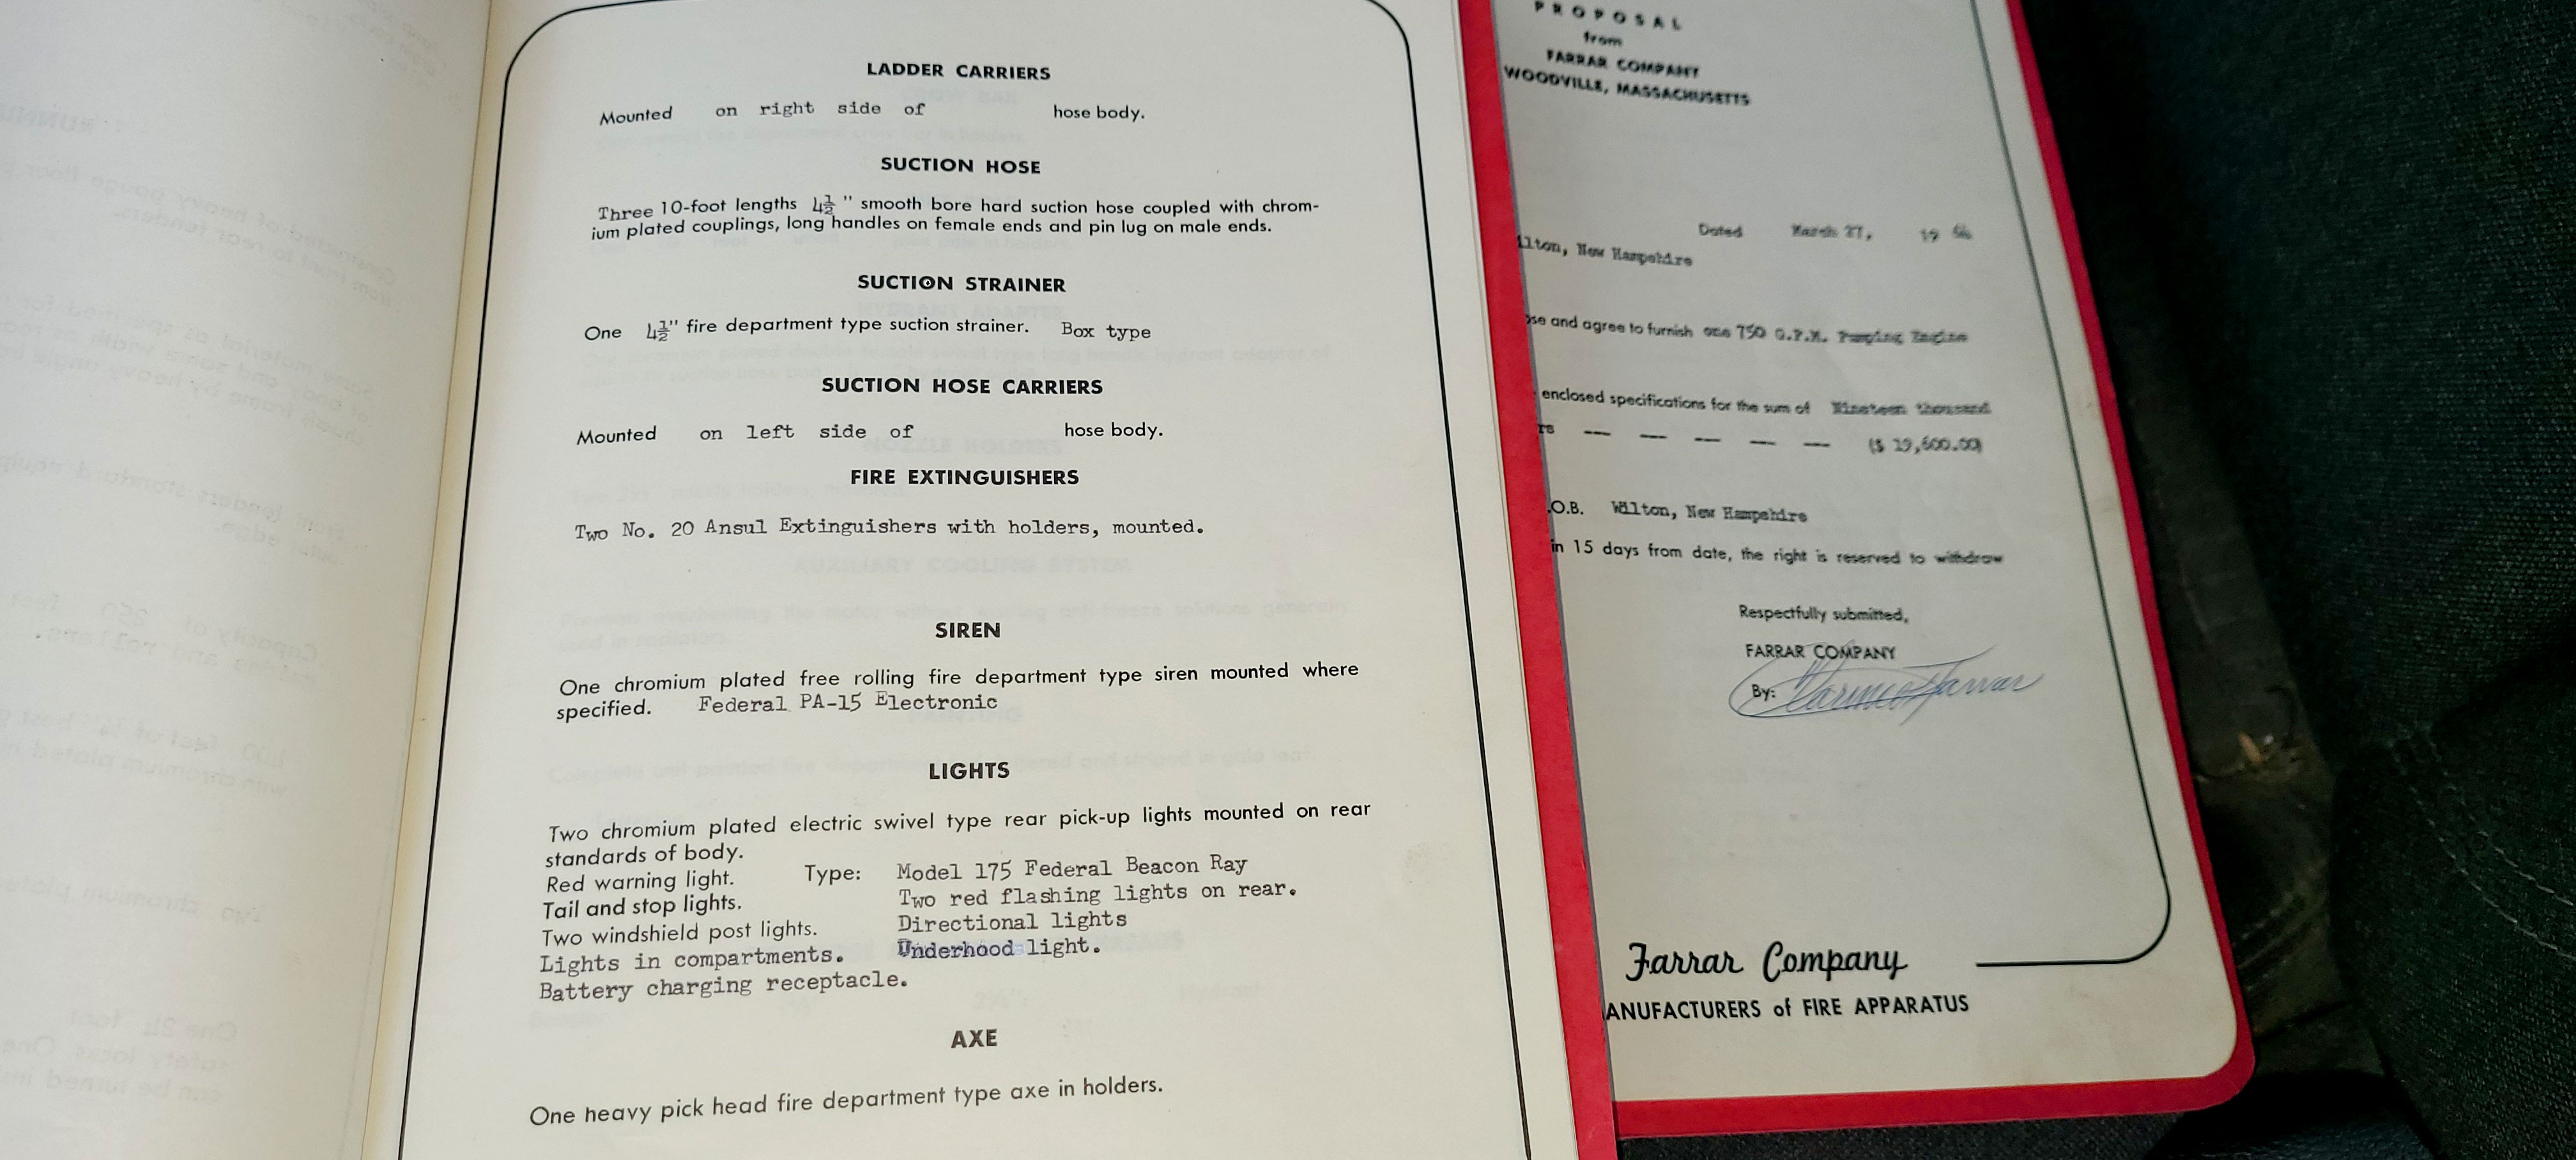 LADDER CARRIERS
Mounted on right side of hose body.
SUCTION HOSE
Three 10-foot lengths 4½" smooth bore hard suction hose coupled with chrom-
ium plated couplings, long handles on female ends and pin lug on male ends.
SUCTION STRAINER
One 4½" fire department type suction strainer. Box type
SUCTION HOSE CARRIERS
Mounted on left side of hose body.
FIRE EXTINGUISHERS
Two No. 20 Ansul Extinguishers with holders, mounted.
SIREN
One chromium plated free rolling fire department type siren mounted where
specified. Federal PA-15 Electronic
LIGHTS
Two chromium plated electric swivel type rear pick-up lights mounted on rear
standards of body.
Red warning light. Type: Model 175 Federal Beacon Ray
Tail and stop lights. Two red flashing lights on rear.
Two windshield post lights. Directional lights
Lights in compartments. Underhood light.
Battery charging receptacle.
AXE
One heavy pick head fire department type axe in holders.
PROPOSAL
from
FARRAR COMPANY
WOODVILLE, MASSACHUSETTS
Dated March 27, 19
ilton, New Hampshire
ose and agree to furnish one 750 G.P.M. Pumping Engine
enclosed specifications for the sum of Nineteen thousand
rs — — — — — ($ 19,600.00)
.O.B. Wilton, New Hampshire
in 15 days from date, the right is reserved to withdraw
Respectfully submitted,
FARRAR COMPANY
By: Farrar
Farrar Company
ANUFACTURERS of FIRE APPARATUS